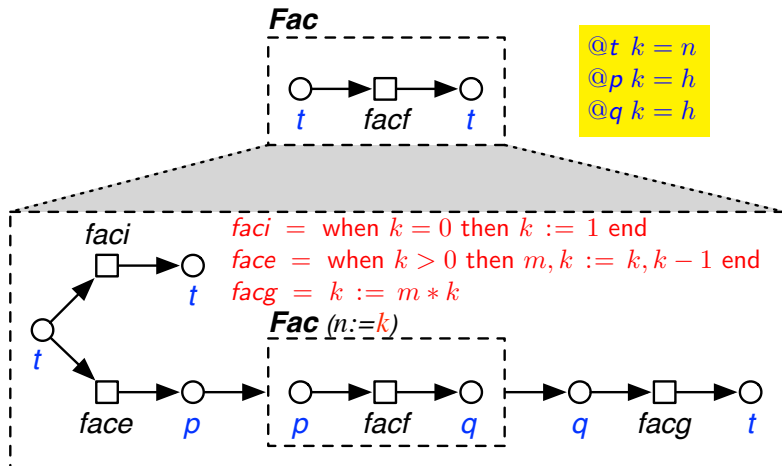 Fac
@t k = n
@p k = h
@q k = h
t facf t
faci
faci = when k = 0 then k := 1 end
face = when k > 0 then m, k := k, k − 1 end
facg = k := m ∗ k
t
Fac (n:=k)
t
p facf q
face p q facg t